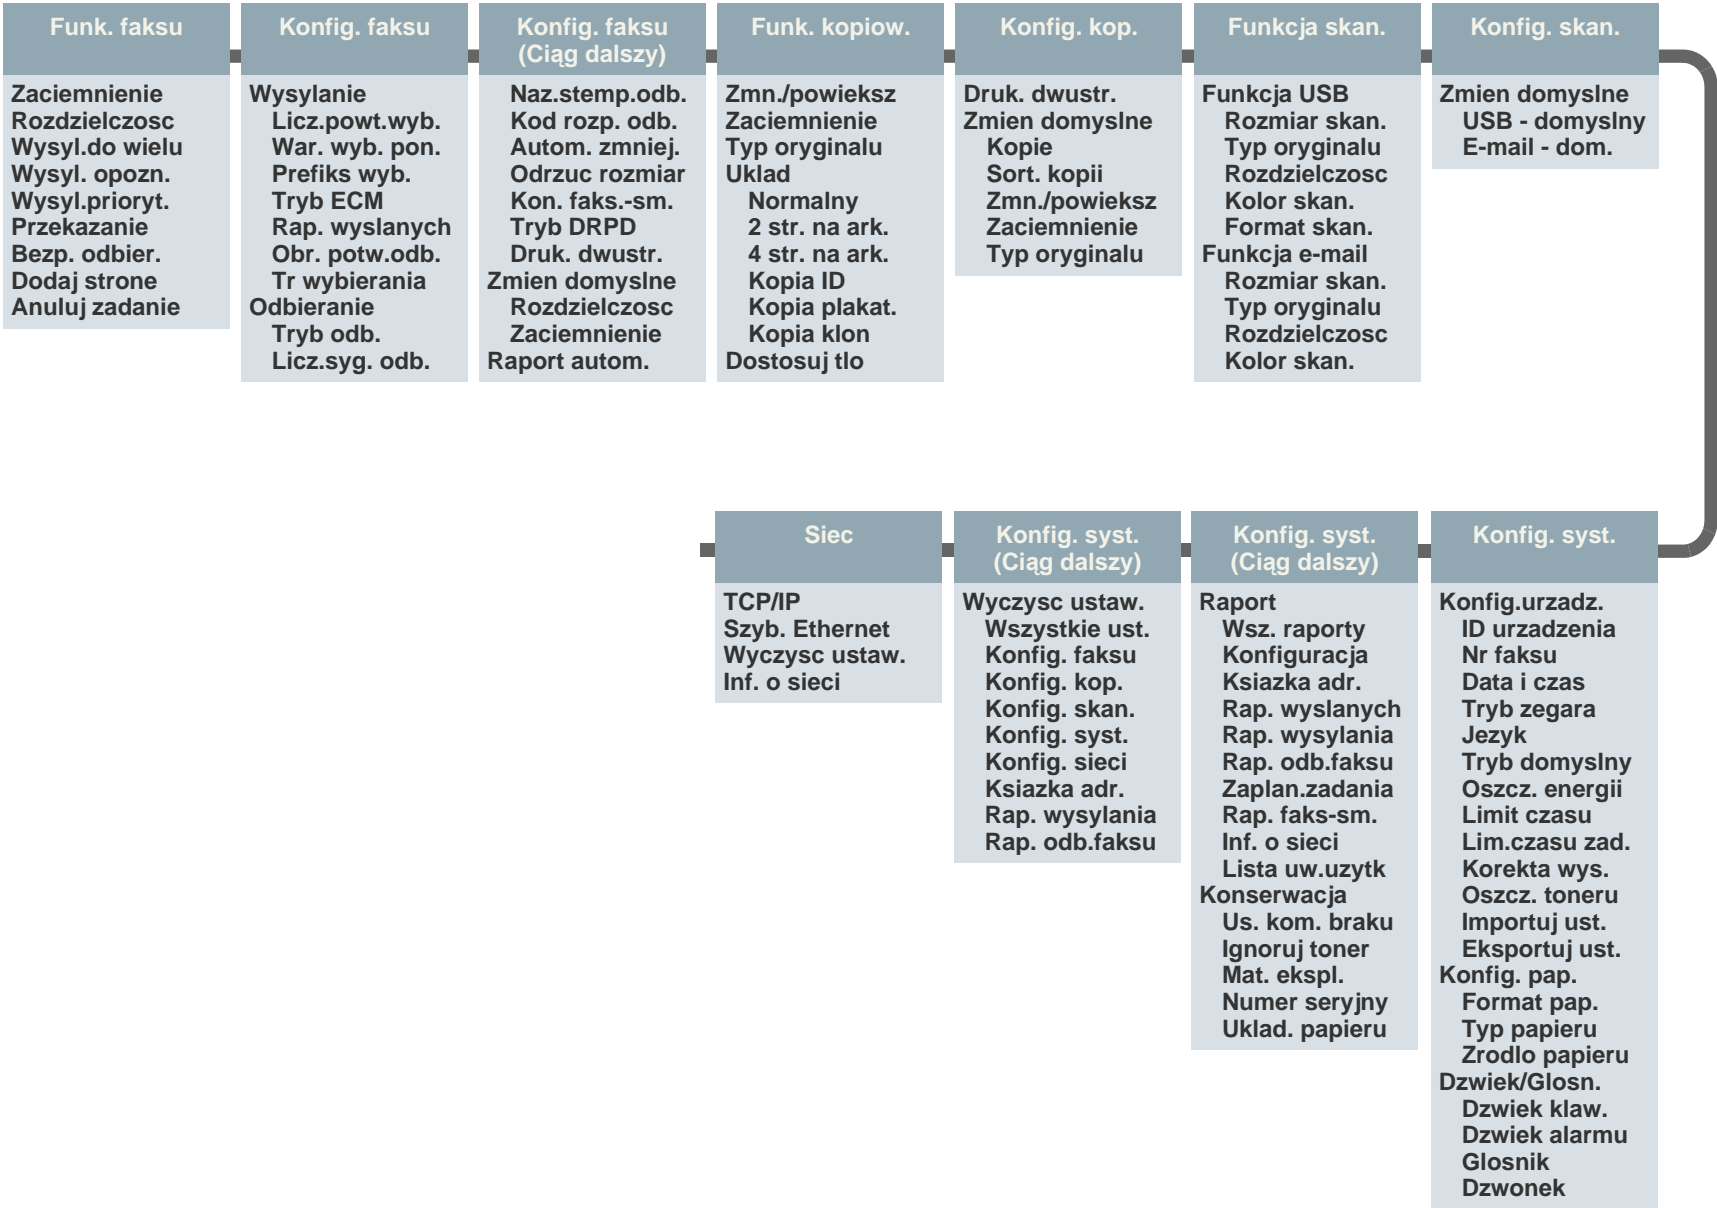 Funk. faksu
Zaciemnienie
Rozdzielczosc
Wysyl.do wielu
Wysyl. opozn.
Wysyl.prioryt.
Przekazanie
Bezp. odbier.
Dodaj strone
Anuluj zadanie
Konfig. faksu
Wysylanie
Licz.powt.wyb.
War. wyb. pon.
Prefiks wyb.
Tryb ECM
Rap. wyslanych
Obr. potw.odb.
Tr wybierania
Odbieranie
Tryb odb.
Licz.syg. odb.
Konfig. faksu
(Ciąg dalszy)
Naz.stemp.odb.
Kod rozp. odb.
Autom. zmniej.
Odrzuc rozmiar
Kon. faks.-sm.
Tryb DRPD
Druk. dwustr.
Zmien domyslne
Rozdzielczosc
Zaciemnienie
Raport autom.
Funk. kopiow.
Zmn./powieksz
Zaciemnienie
Typ oryginalu
Uklad
Normalny
2 str. na ark.
4 str. na ark.
Kopia ID
Kopia plakat.
Kopia klon
Dostosuj tlo
Konfig. kop.
Druk. dwustr.
Zmien domyslne
Kopie
Sort. kopii
Zmn./powieksz
Zaciemnienie
Typ oryginalu
Funkcja skan.
Funkcja USB
Rozmiar skan.
Typ oryginalu
Rozdzielczosc
Kolor skan.
Format skan.
Funkcja e-mail
Rozmiar skan.
Typ oryginalu
Rozdzielczosc
Kolor skan.
Konfig. skan.
Zmien domyslne
USB - domyslny
E-mail - dom.
Siec
TCP/IP
Szyb. Ethernet
Wyczysc ustaw.
Inf. o sieci
Konfig. syst.
(Ciąg dalszy)
Wyczysc ustaw.
Wszystkie ust.
Konfig. faksu
Konfig. kop.
Konfig. skan.
Konfig. syst.
Konfig. sieci
Ksiazka adr.
Rap. wysylania
Rap. odb.faksu
Konfig. syst.
(Ciąg dalszy)
Raport
Wsz. raporty
Konfiguracja
Ksiazka adr.
Rap. wyslanych
Rap. wysylania
Rap. odb.faksu
Zaplan.zadania
Rap. faks-sm.
Inf. o sieci
Lista uw.uzytk
Konserwacja
Us. kom. braku
Ignoruj toner
Mat. ekspl.
Numer seryjny
Uklad. papieru
Konfig. syst.
Konfig.urzadz.
ID urzadzenia
Nr faksu
Data i czas
Tryb zegara
Jezyk
Tryb domyslny
Oszcz. energii
Limit czasu
Lim.czasu zad.
Korekta wys.
Oszcz. toneru
Importuj ust.
Eksportuj ust.
Konfig. pap.
Format pap.
Typ papieru
Zrodlo papieru
Dzwiek/Glosn.
Dzwiek klaw.
Dzwiek alarmu
Glosnik
Dzwonek